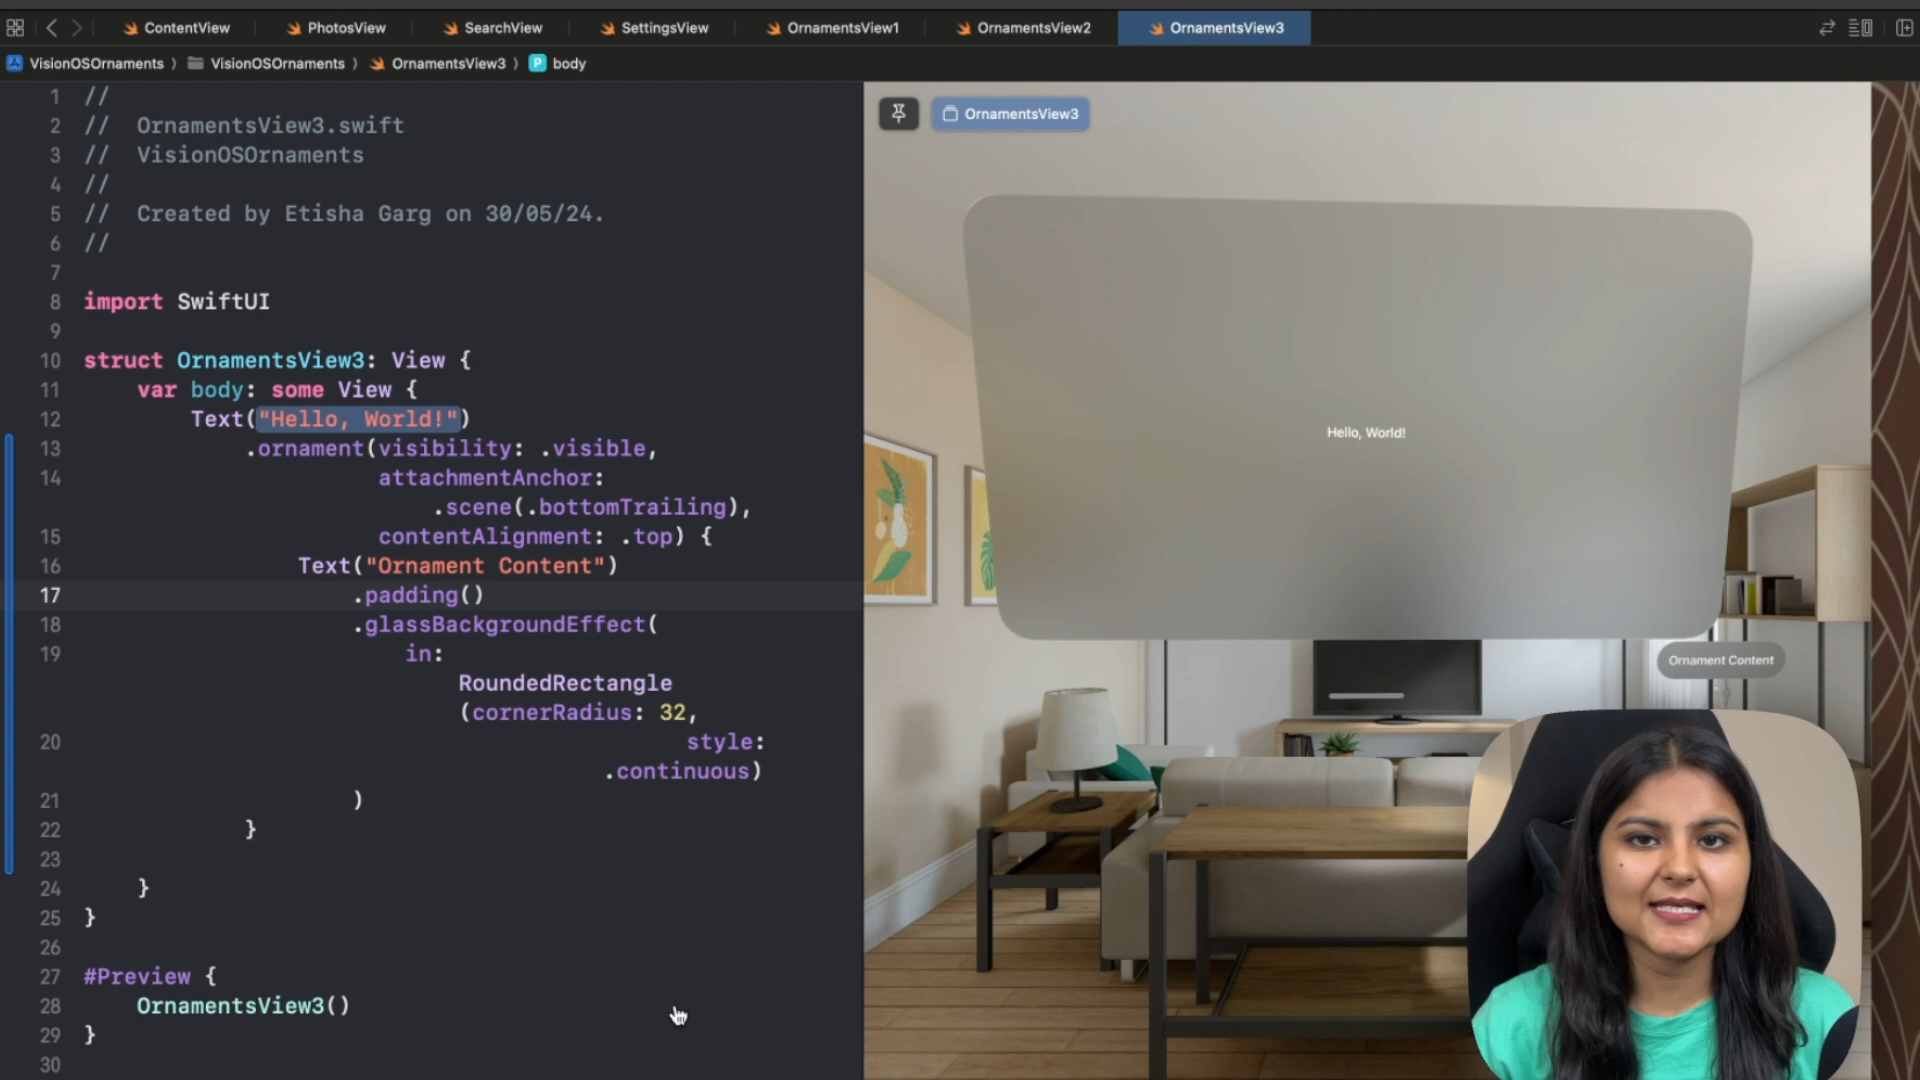 ContentView PhotosView SearchView SettingsView OrnamentsView1 OrnamentsView2 OrnamentsView3
VisionOSOrnaments ⟩ VisionOSOrnaments ⟩ OrnamentsView3 ⟩ P body
1 //
2 // OrnamentsView3.swift
3 // VisionOSOrnaments
4 //
5 // Created by Etisha Garg on 30/05/24.
6 //
7
8 import SwiftUI
9
10 struct OrnamentsView3: View {
11 var body: some View {
12 Text("Hello, World!")
13 .ornament(visibility: .visible,
14 attachmentAnchor:
.scene(.bottomTrailing),
15 contentAlignment: .top) {
16 Text("Ornament Content")
17 .padding()
18 .glassBackgroundEffect(
19 in:
RoundedRectangle
(cornerRadius: 32,
20 style:
.continuous)
21 )
22 }
23
24 }
25 }
26
27 #Preview {
28 OrnamentsView3()
29 }
30
OrnamentsView3
Hello, World!
Ornament Content